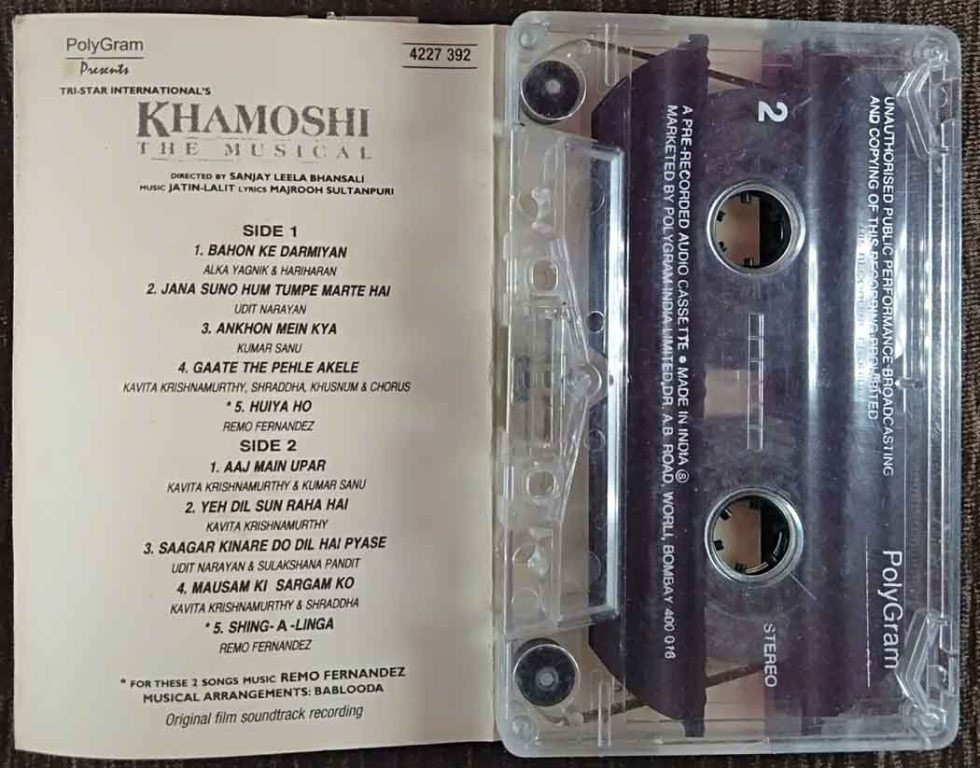 PolyGram
Presents
4227 392
TRI-STAR INTERNATIONAL'S
KHAMOSHI
THE MUSICAL
DIRECTED BY SANJAY LEELA BHANSALI
MUSIC JATIN-LALIT LYRICS MAJROOH SULTANPURI
SIDE 1
1. BAHON KE DARMIYAN
ALKA YAGNIK & HARIHARAN
2. JANA SUNO HUM TUMPE MARTE HAI
UDIT NARAYAN
3. ANKHON MEIN KYA
KUMAR SANU
4. GAATE THE PEHLE AKELE
KAVITA KRISHNAMURTHY, SHRADDHA, KHUSNUM & CHORUS
* 5. HUIYA HO
REMO FERNANDEZ
SIDE 2
1. AAJ MAIN UPAR
KAVITA KRISHNAMURTHY & KUMAR SANU
2. YEH DIL SUN RAHA HAI
KAVITA KRISHNAMURTHY
3. SAAGAR KINARE DO DIL HAI PYASE
UDIT NARAYAN & SULAKSHANA PANDIT
4. MAUSAM KI SARGAM KO
KAVITA KRISHNAMURTHY & SHRADDHA
* 5. SHING- A -LINGA
REMO FERNANDEZ
* FOR THESE 2 SONGS MUSIC REMO FERNANDEZ
MUSICAL ARRANGEMENTS: BABLOODA
Original film soundtrack recording
UNAUTHORISED PUBLIC PERFORMANCE BROADCASTING
AND COPYING OF THIS RECORDING PROHIBITED
PolyGram
2
STEREO
A PRE-RECORDED AUDIO CASSETTE ● MADE IN INDIA Ⓢ
MARKETED BY POLYGRAM INDIA LIMITED, DR. A.B. ROAD, WORLI, BOMBAY 400 018